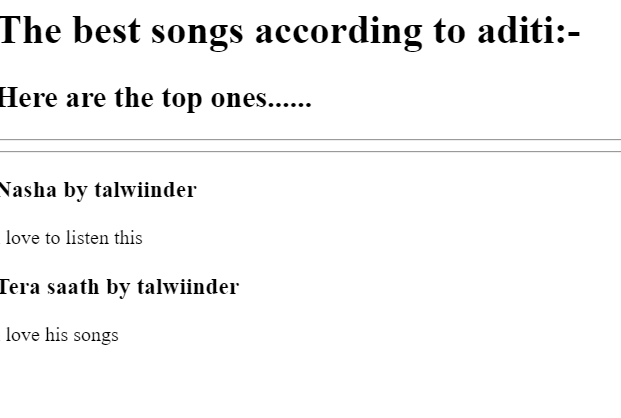 The best songs according to aditi:-
Here are the top ones......
Nasha by talwiinder
love to listen this
Tera saath by talwiinder
love his songs